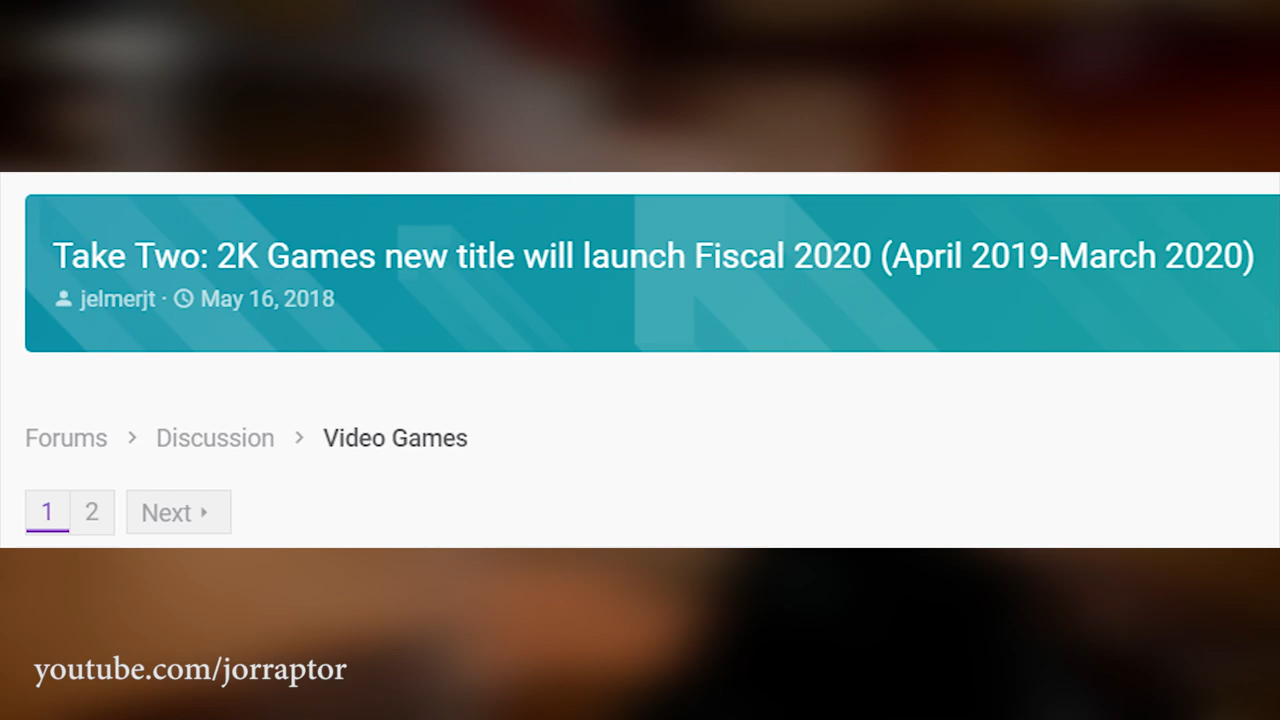 Take Two: 2K Games new title will launch Fiscal 2020 (April 2019-March 2020)
jelmerjt · May 16, 2018
Forums > Discussion > Video Games
1 2 Next
youtube.com/jorraptor